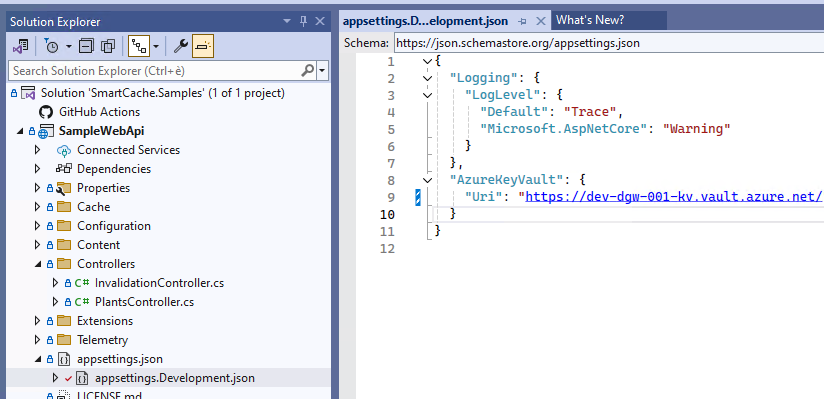 Solution Explorer
Search Solution Explorer (Ctrl+è)
Solution 'SmartCache.Samples' (1 of 1 project)
GitHub Actions
SampleWebApi
Connected Services
Dependencies
Properties
Cache
Configuration
Content
Controllers
C# InvalidationController.cs
C# PlantsController.cs
Extensions
Telemetry
appsettings.json
appsettings.Development.json
LICENSE.md
appsettings.D...elopment.json
What's New?
Schema: https://json.schemastore.org/appsettings.json
1 {
2 "Logging": {
3 "LogLevel": {
4 "Default": "Trace",
5 "Microsoft.AspNetCore": "Warning"
6 }
7 },
8 "AzureKeyVault": {
9 "Uri": "https://dev-dgw-001-kv.vault.azure.net/
10 }
11 }
12